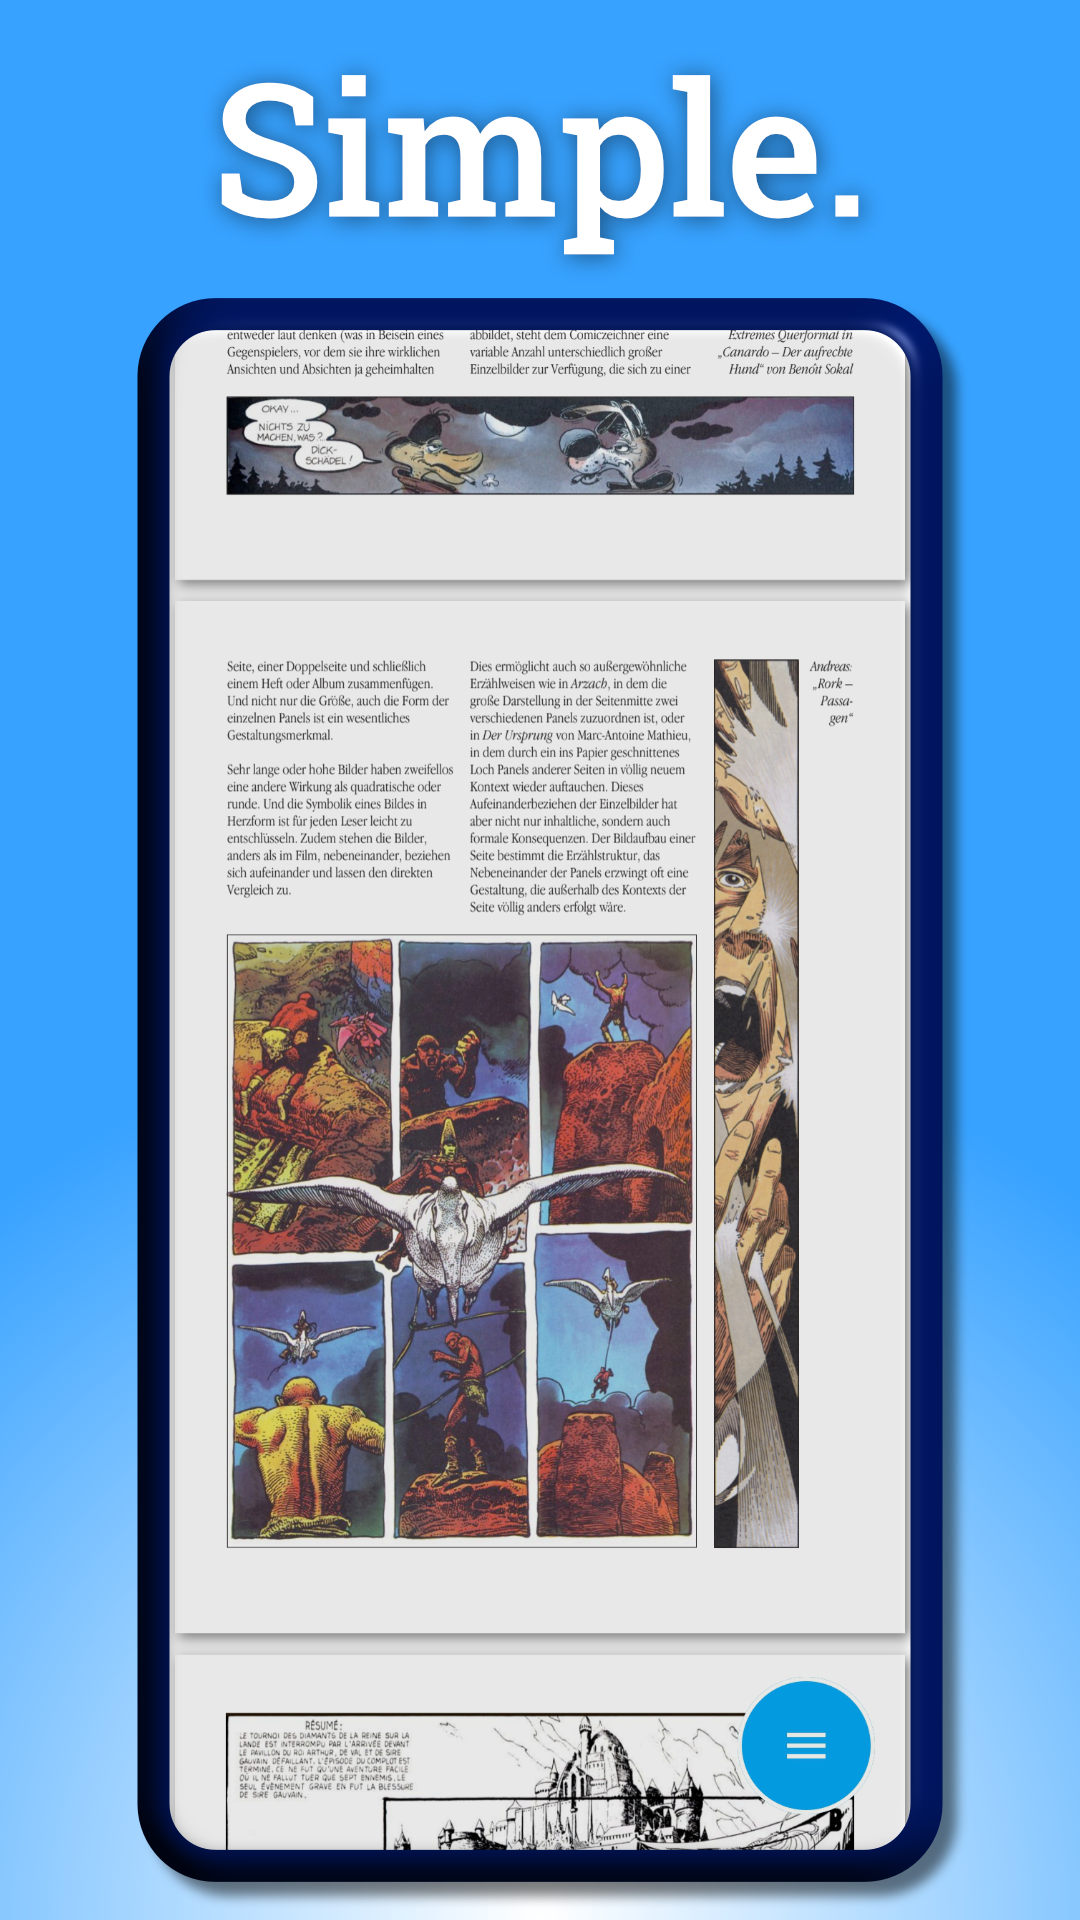 Simple.
entweder laut denken (was in Beisein eines
Gegenspielers, vor dem sie ihre wirklichen
Ansichten und Absichten ja geheimhalten
abbildet, steht dem Comiczeichner eine
variable Anzahl unterschiedlich großer
Einzelbilder zur Verfügung, die sich zu einer
Extremes Querformat in
„Canardo – Der aufrechte
Hund“ von Benoît Sokal
OKAY...
NICHTS ZU
MACHEN, WAS?
DICK-
SCHÄDEL!
Seite, einer Doppelseite und schließlich
einem Heft oder Album zusammenfügen.
Und nicht nur die Größe, auch die Form der
einzelnen Panels ist ein wesentliches
Gestaltungsmerkmal.
Sehr lange oder hohe Bilder haben zweifellos
eine andere Wirkung als quadratische oder
runde. Und die Symbolik eines Bildes in
Herzform ist für jeden Leser leicht zu
entschlüsseln. Zudem stehen die Bilder,
anders als im Film, nebeneinander, beziehen
sich aufeinander und lassen den direkten
Vergleich zu.
Dies ermöglicht auch so außergewöhnliche
Erzählweisen wie in Arzach, in dem die
große Darstellung in der Seitenmitte zwei
verschiedenen Panels zuzuordnen ist, oder
in Der Ursprung von Marc-Antoine Mathieu,
in dem durch ein ins Papier geschnittenes
Loch Panels anderer Seiten in völlig neuem
Kontext wieder auftauchen. Dieses
Aufeinanderbeziehen der Einzelbilder hat
aber nicht nur inhaltliche, sondern auch
formale Konsequenzen. Der Bildaufbau einer
Seite bestimmt die Erzählstruktur, das
Nebeneinander der Panels erzwingt oft eine
Gestaltung, die außerhalb des Kontexts der
Seite völlig anders erfolgt wäre.
Andreas:
„Rork –
Passa-
gen“
RÉSUMÉ:
LE TOURNOI DES DIAMANTS DE LA REINE SUR LA
LANDE EST INTERROMPU PAR L'ARRIVÉE DEVANT
LE PAVILLON DU ROI ARTHUR, DE VAL ET DE SIRE
GAUVAIN DÉFAILLANT. L'ÉPISODE DU COMPLOT EST
TERMINÉ. CE NE FUT QU'UNE AVENTURE FACILE
OÙ IL NE FALLUT TUER QUE SEPT ENNEMIS. LE
SEUL ÉVÉNEMENT GRAVE EN FUT LA BLESSURE
DE SIRE GAUVAIN.